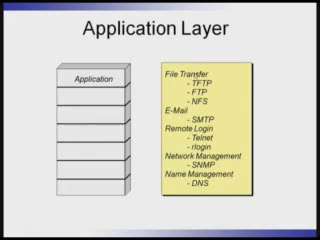 Application Layer
Application
File Transfer
- TFTP
- FTP
- NFS
E-Mail
- SMTP
Remote Login
- Telnet
- rlogin
Network Management
- SNMP
Name Management
- DNS